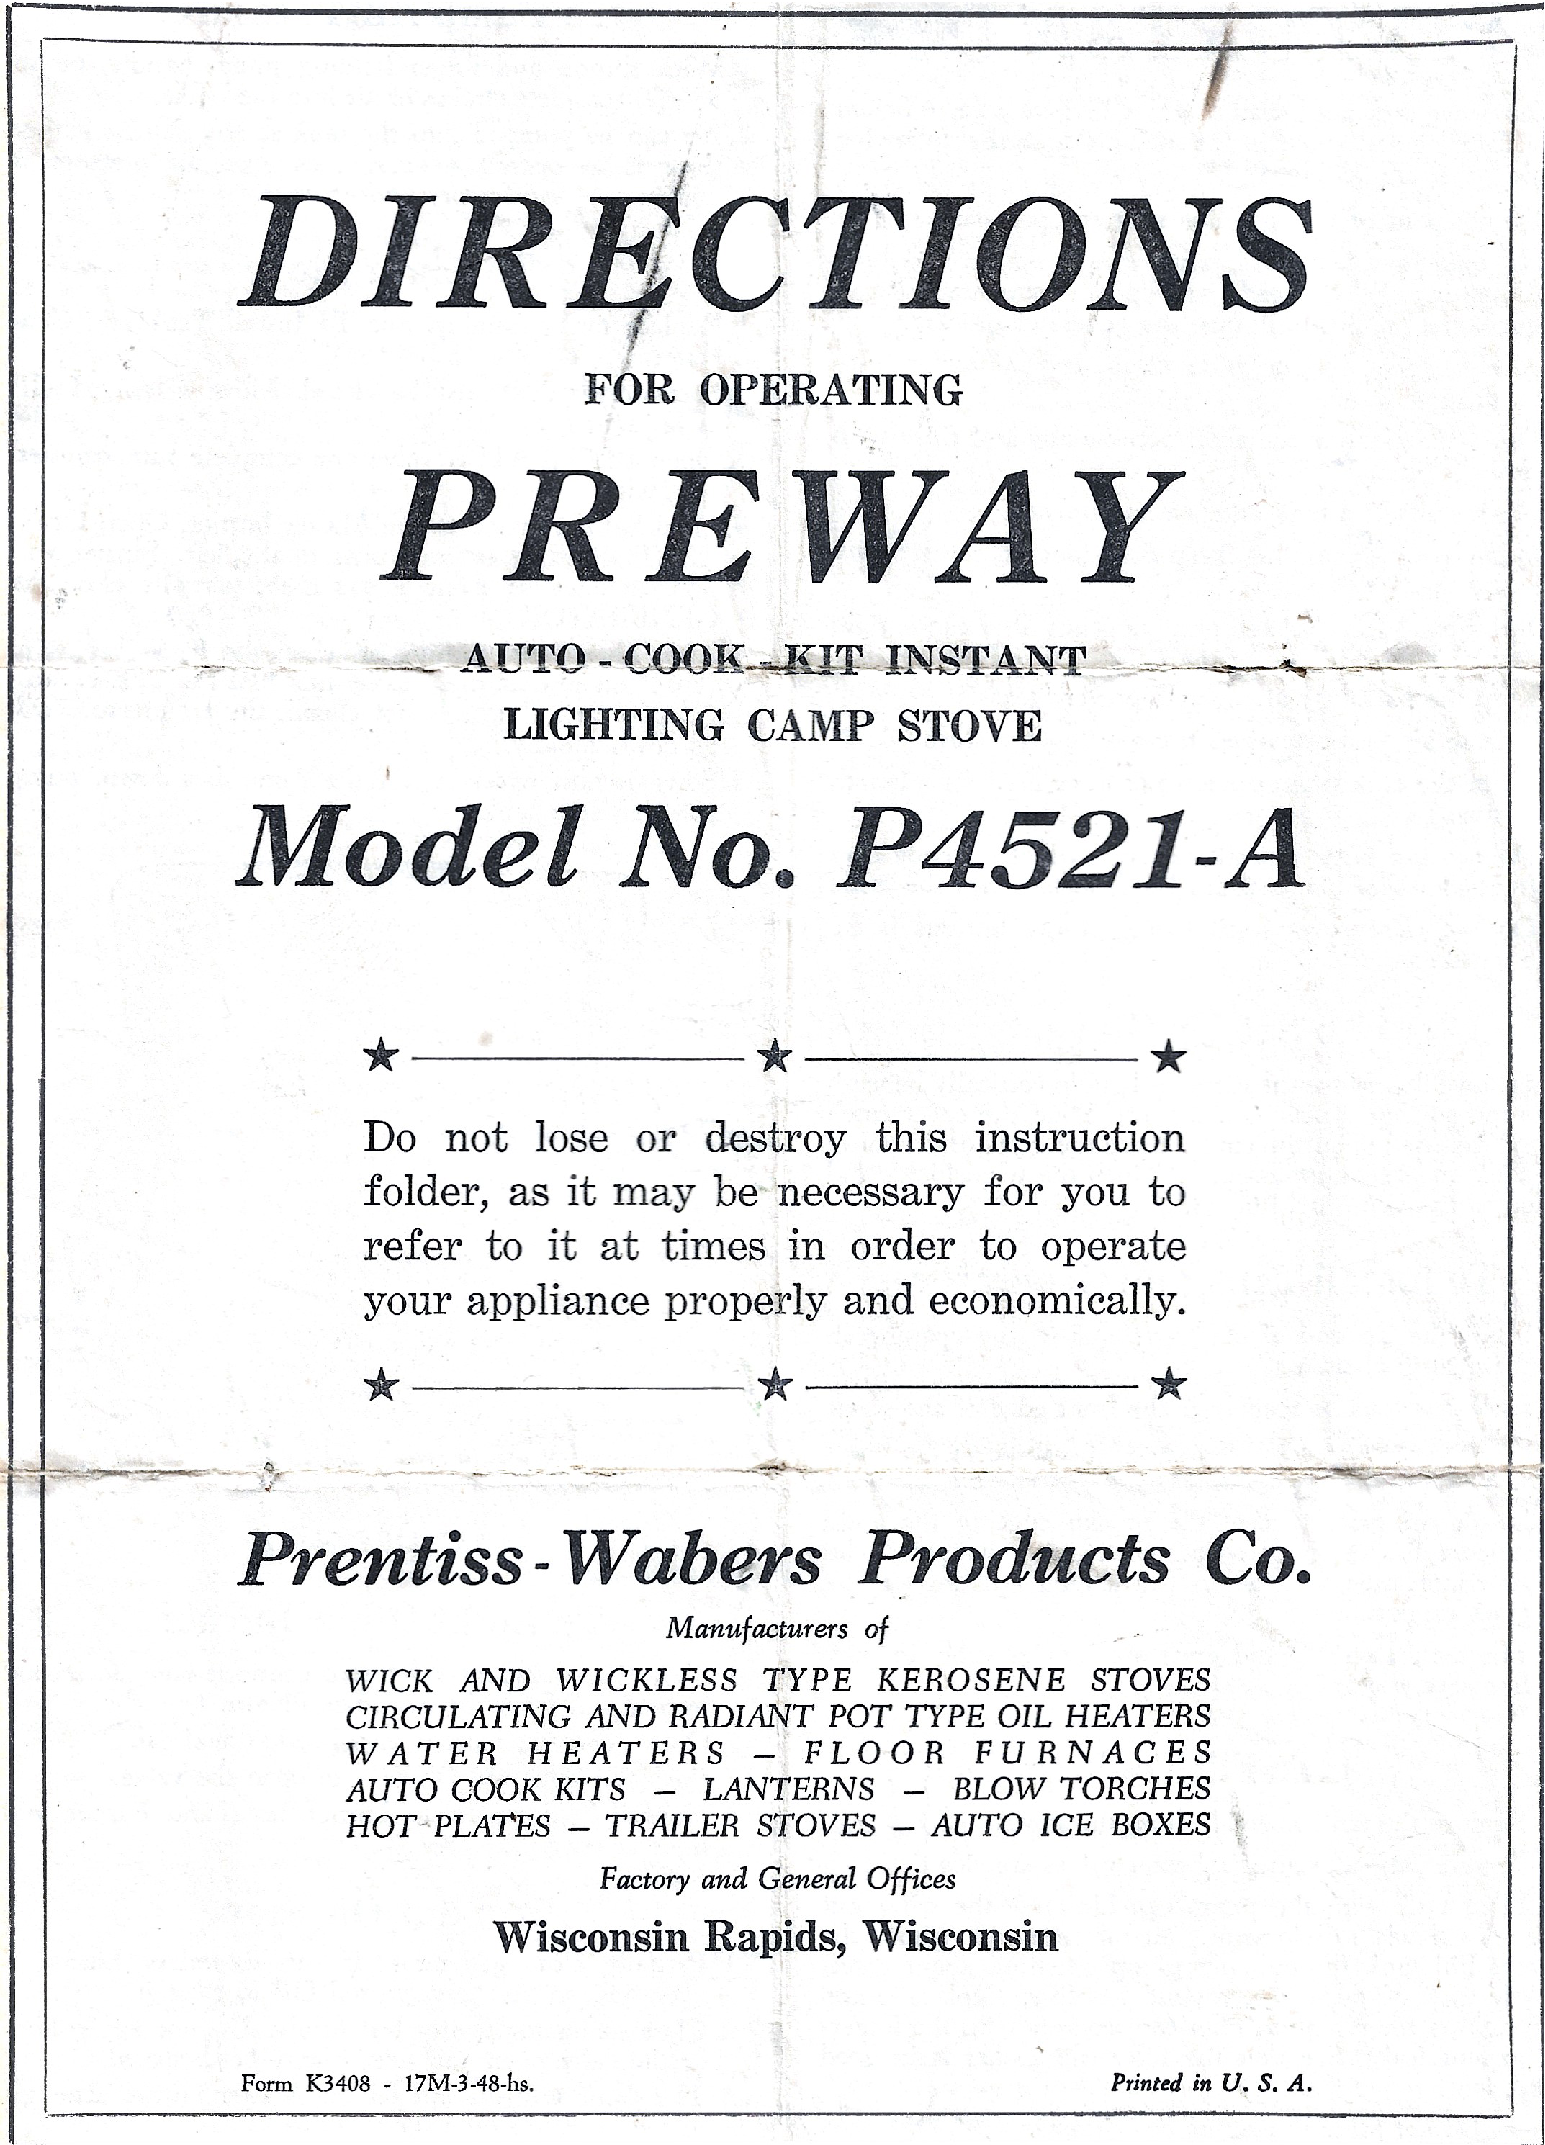 DIRECTIONS
FOR OPERATING
PREWAY
AUTO - COOK - KIT INSTANT
LIGHTING CAMP STOVE
Model No. P4521-A
Do not lose or destroy this instruction
folder, as it may be necessary for you to
refer to it at times in order to operate
your appliance properly and economically.
Prentiss - Wabers Products Co.
Manufacturers of
WICK AND WICKLESS TYPE KEROSENE STOVES
CIRCULATING AND RADIANT POT TYPE OIL HEATERS
WATER HEATERS — FLOOR FURNACES
AUTO COOK KITS — LANTERNS — BLOW TORCHES
HOT PLATES — TRAILER STOVES — AUTO ICE BOXES
Factory and General Offices
Wisconsin Rapids, Wisconsin
Form K3408 - 17M-3-48-hs.
Printed in U. S. A.